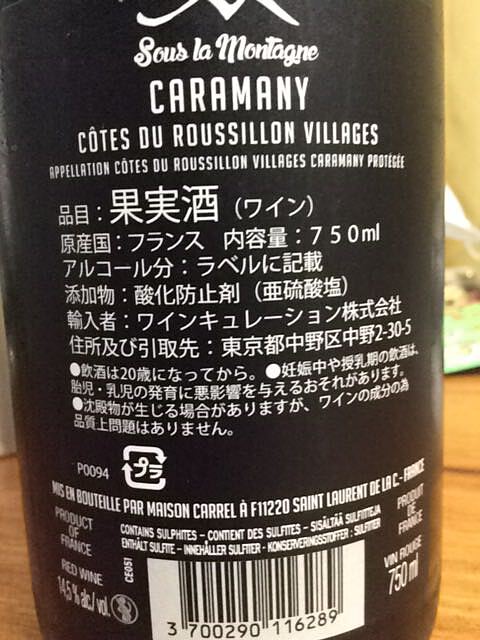 Sous la Montagne
CARAMANY
CÔTES DU ROUSSILLON VILLAGES
APPELLATION CÔTES DU ROUSSILLON VILLAGES CARAMANY PROTÉGÉE
品目：果実酒（ワイン）
原産国：フランス　内容量：７５０ml
アルコール分：ラベルに記載
添加物：酸化防止剤（亜硫酸塩）
輸入者：ワインキュレーション株式会社
住所及び引取先：東京都中野区中野2-30-5
●飲酒は20歳になってから。●妊娠中や授乳期の飲酒は、
胎児・乳児の発育に悪影響を与えるおそれがあります。
●沈殿物が生じる場合がありますが、ワインの成分の為
品質上問題はありません。
P0094 プラ
MIS EN BOUTEILLE PAR MAISON CARREL À F11220 SAINT LAURENT DE LA C.- FRANCE
PRODUCT OF FRANCE
CONTAINS SULPHITES – CONTIENT DES SULFITES – SISÄLTÄÄ SULFIITTEJA
ENTHÄLT SULFITE – INNEHÅLLER SULFITER - KONSERVERINGSSTOFFER : SULFITTER
PRODUIT DE FRANCE
RED WINE
14,5 % alc./ vol.
CE051
VIN ROUGE
750 ml
3 700290 116289